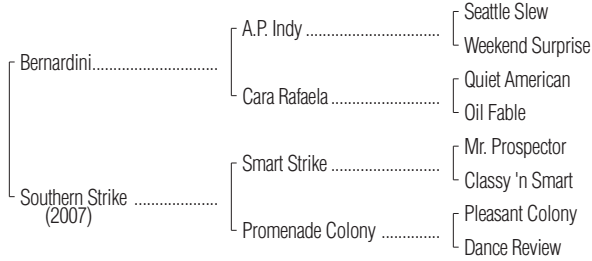 Seattle Slew
A.P. Indy ..............................
Weekend Surprise
Bernardini.............................
Quiet American
Cara Rafaela .........................
Oil Fable
Mr. Prospector
Smart Strike .........................
Classy 'n Smart
Southern Strike ...................
(2007)
Pleasant Colony
Promenade Colony .............
Dance Review